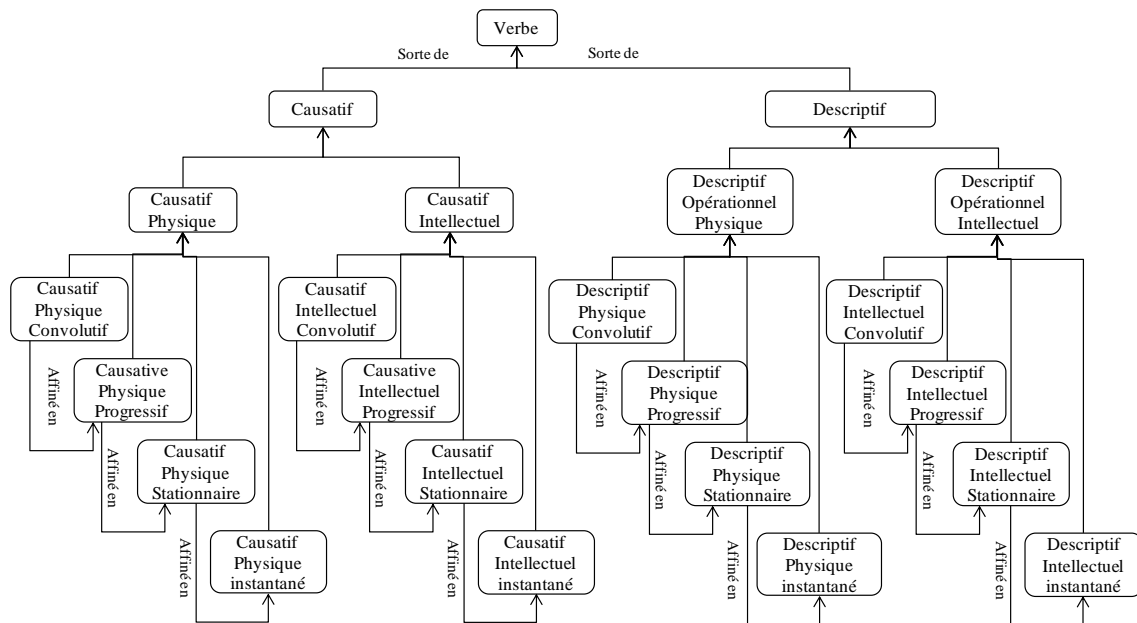 Verbe
Sorte de
Sorte de
Causatif
Descriptif
Causatif
Physique
Causatif
Intellectuel
Descriptif
Opérationnel
Physique
Descriptif
Opérationnel
Intellectuel
Causatif
Physique
Convolutif
Causatif
Intellectuel
Convolutif
Descriptif
Physique
Convolutif
Descriptif
Intellectuel
Convolutif
Affiné en
Causative
Physique
Progressif
Affiné en
Causative
Intellectuel
Progressif
Affiné en
Descriptif
Physique
Progressif
Affiné en
Descriptif
Intellectuel
Progressif
Affiné en
Causatif
Physique
Stationnaire
Affiné en
Causatif
Intellectuel
Stationnaire
Affiné en
Descriptif
Physique
Stationnaire
Affiné en
Descriptif
Intellectuel
Stationnaire
Affiné en
Causatif
Physique
instantané
Affiné en
Causatif
Intellectuel
instantané
Affiné en
Descriptif
Physique
instantané
Affiné en
Descriptif
Intellectuel
instantané